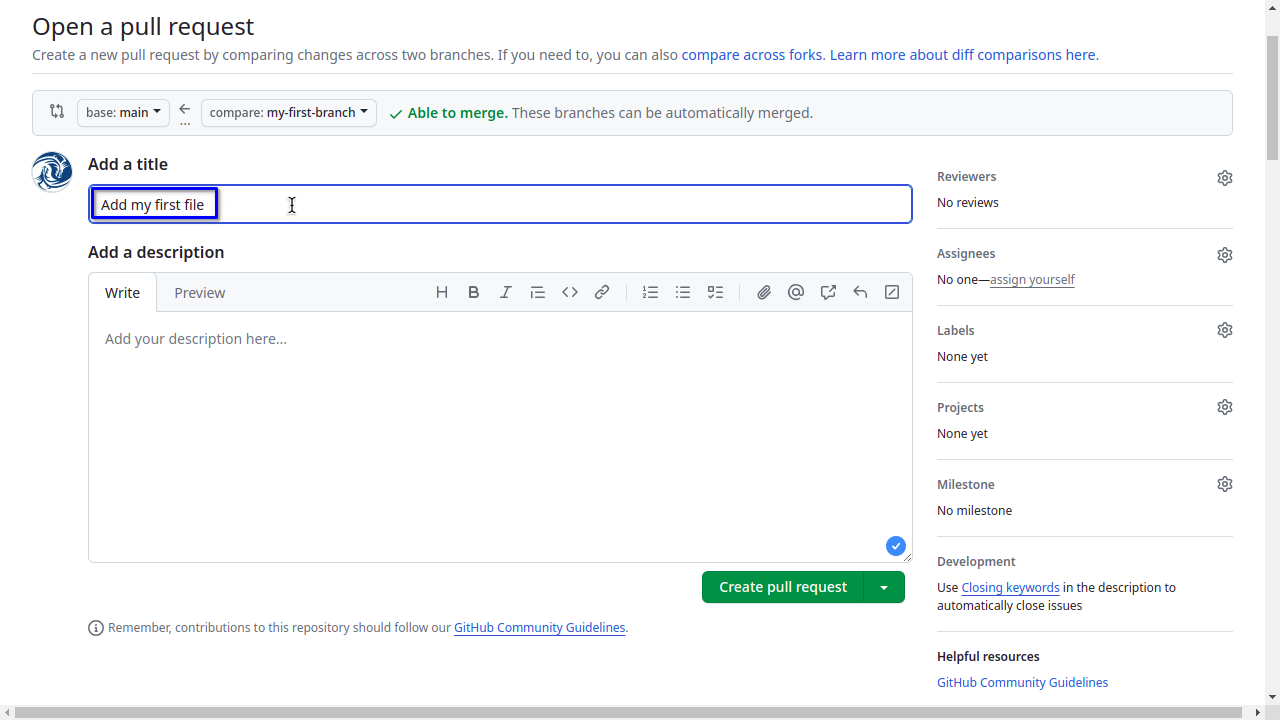 Open a pull request
Create a new pull request by comparing changes across two branches. If you need to, you can also compare across forks. Learn more about diff comparisons here.
base: main
...
compare: my-first-branch
Able to merge. These branches can be automatically merged.
Add a title
Add my first file
Add a description
Write Preview
Add your description here...
Create pull request
Remember, contributions to this repository should follow our GitHub Community Guidelines.
Reviewers
No reviews
Assignees
No one—assign yourself
Labels
None yet
Projects
None yet
Milestone
No milestone
Development
Use Closing keywords in the description to
automatically close issues
Helpful resources
GitHub Community Guidelines